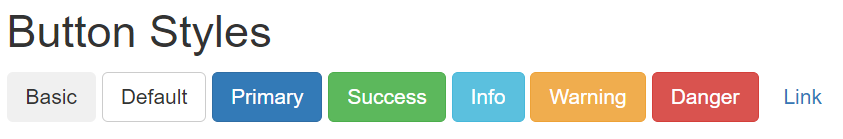 Button Styles
Basic Default Primary Success Info Warning Danger Link